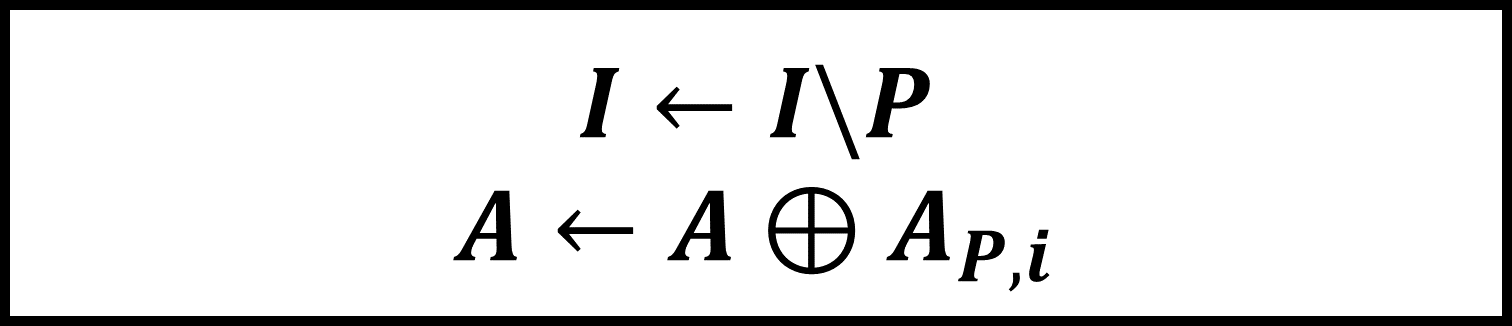 I ← I\P
A ← A ⊕ A_{P,i}